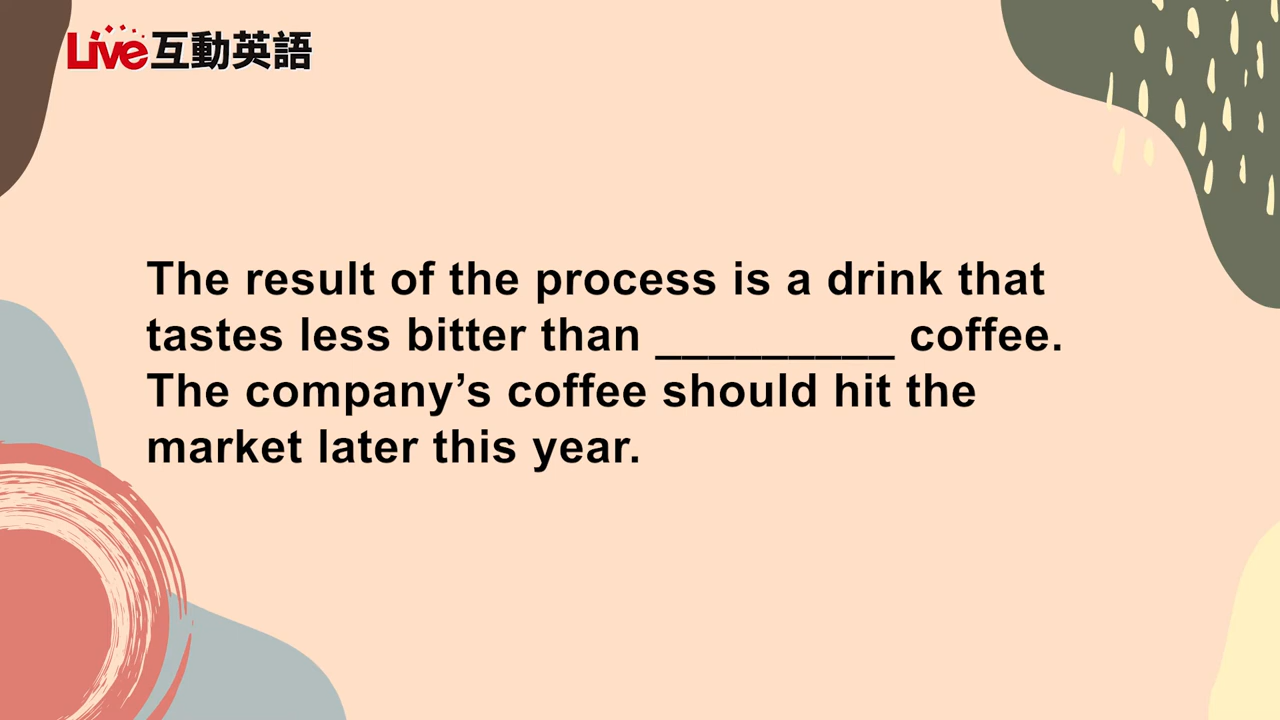 Live互動英語
The result of the process is a drink that
tastes less bitter than _________ coffee.
The company’s coffee should hit the
market later this year.